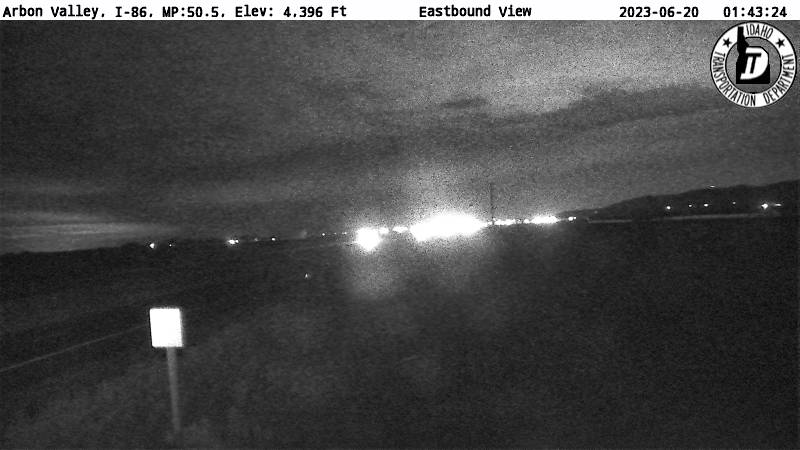 Arbon Valley, I-86, MP:50.5, Elev: 4,396 Ft Eastbound View 2023-06-20 01:43:24
IDAHO
TRANSPORTATION DEPARTMENT